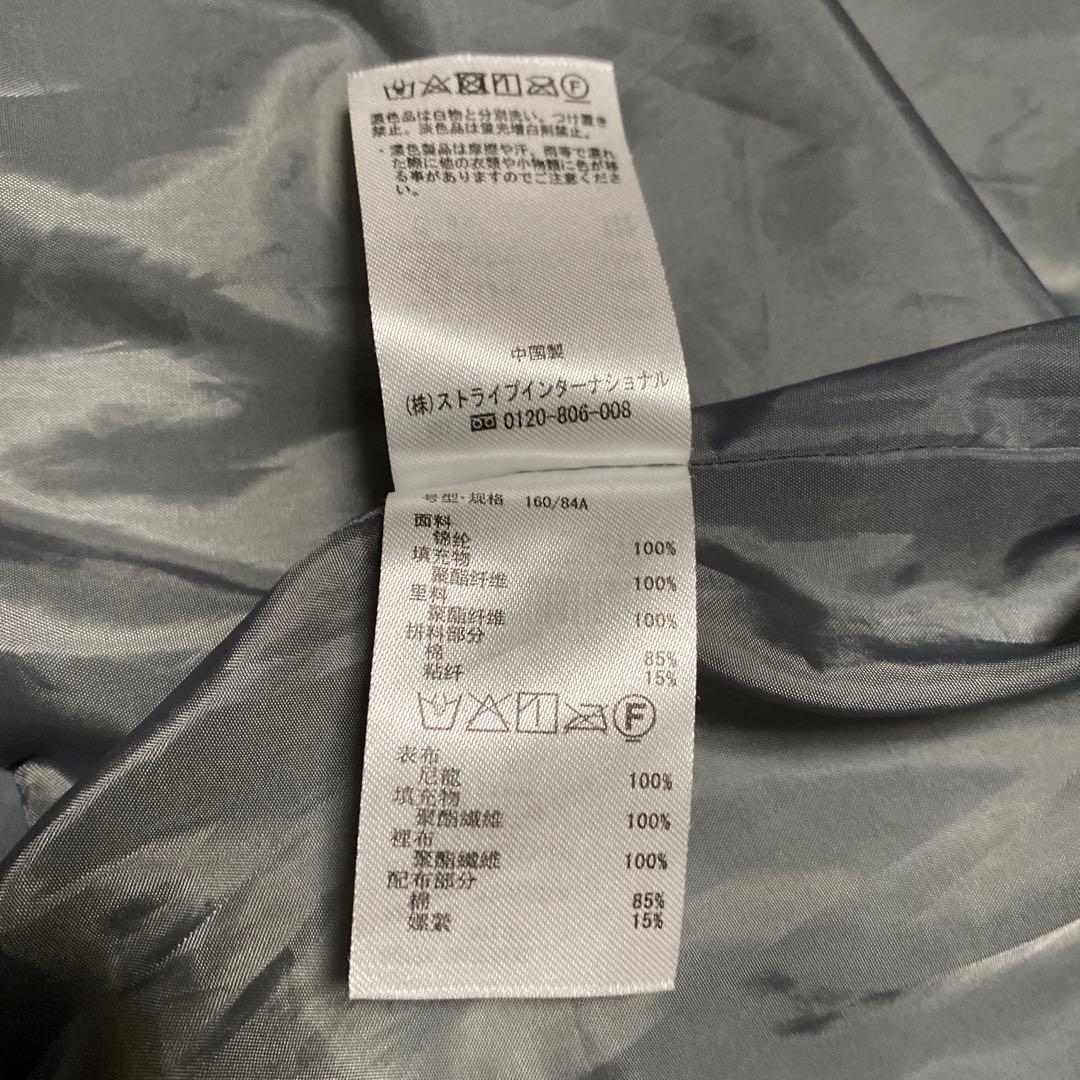 濃色品は白物と分別洗い。つけ置き
禁止。淡色品は蛍光増白剤禁止。
・濃色製品は摩擦や汗、雨等で濡れ
た際に他の衣類や小物類に色が移
る事がありますのでご注意くださ
い。
中国製
(株)ストライプインターナショナル
0120-806-008
号型·规格 160/84A
面料
锦纶 100%
填充物
聚酯纤维 100%
里料
聚酯纤维 100%
拼料部分
棉 85%
粘纤 15%
F
表布
尼龍 100%
填充物
聚酯纖維 100%
裡布
聚酯纖維 100%
配布部分
棉 85%
嫘縈 15%